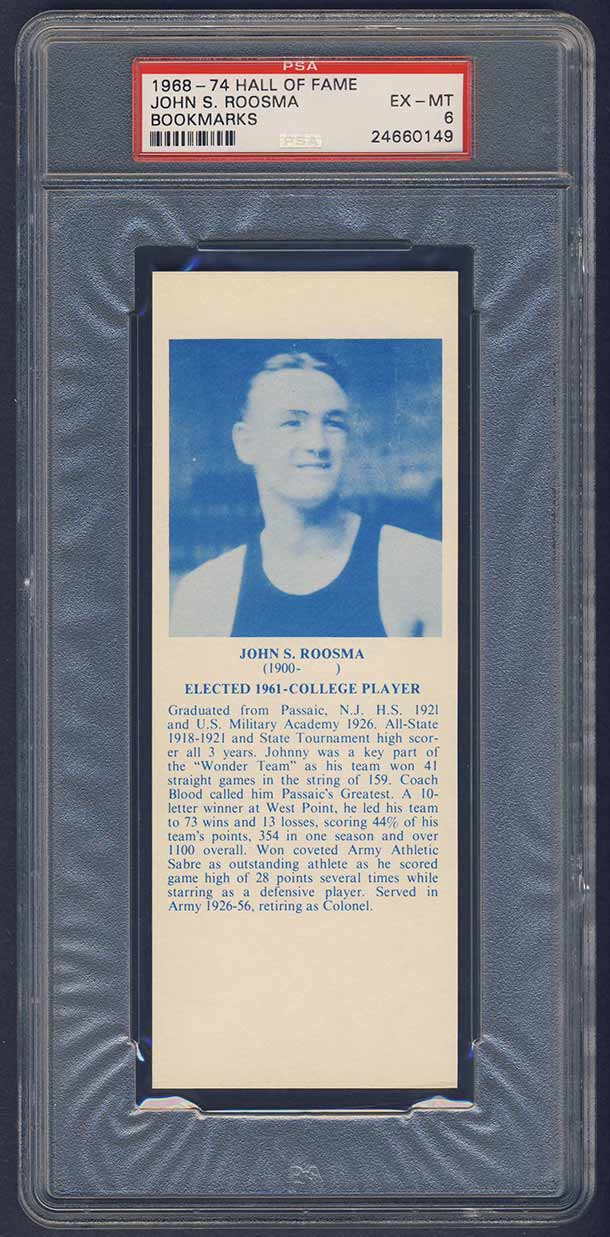 PSA
1968-74 HALL OF FAME
JOHN S. ROOSMA EX-MT
BOOKMARKS 6
PSA 24660149
JOHN S. ROOSMA
(1900- )
ELECTED 1961-COLLEGE PLAYER
Graduated from Passaic, N.J. H.S. 1921
and U.S. Military Academy 1926. All-State
1918-1921 and State Tournament high scor-
er all 3 years. Johnny was a key part of
the "Wonder Team" as his team won 41
straight games in the string of 159. Coach
Blood called him Passaic's Greatest. A 10-
letter winner at West Point, he led his team
to 73 wins and 13 losses, scoring 44% of his
team's points, 354 in one season and over
1100 overall. Won coveted Army Athletic
Sabre as outstanding athlete as he scored
game high of 28 points several times while
starring as a defensive player. Served in
Army 1926-56, retiring as Colonel.